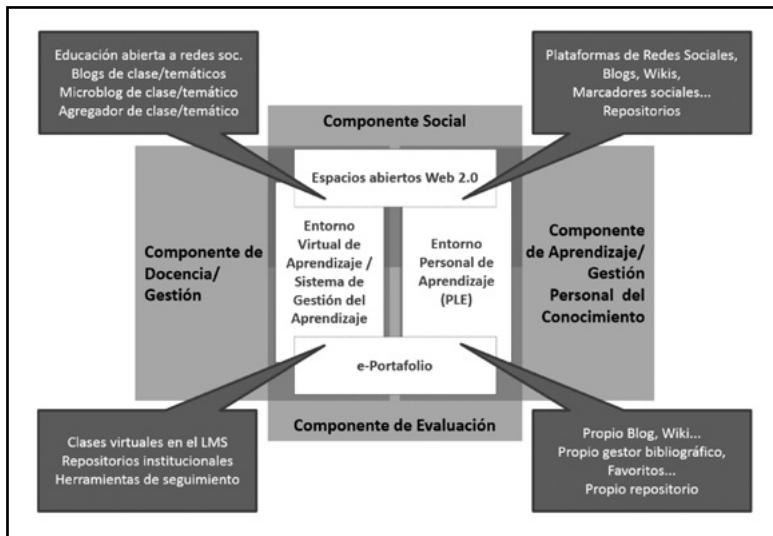 Educación abierta a redes soc.
Blogs de clase/temáticos
Microblog de clase/temático
Agregador de clase/temático
Plataformas de Redes Sociales,
Blogs, Wikis,
Marcadores sociales...
Repositorios
Componente Social
Espacios abiertos Web 2.0
Componente de
Docencia/
Gestión
Entorno
Virtual de
Aprendizaje /
Sistema de
Gestión del
Aprendizaje
Entorno
Personal de
Aprendizaje
(PLE)
Componente
de Aprendizaje/
Gestión
Personal del
Conocimiento
e-Portafolio
Componente de Evaluación
Clases virtuales en el LMS
Repositorios institucionales
Herramientas de seguimiento
Propio Blog, Wiki...
Propio gestor bibliográfico,
Favoritos...
Propio repositorio